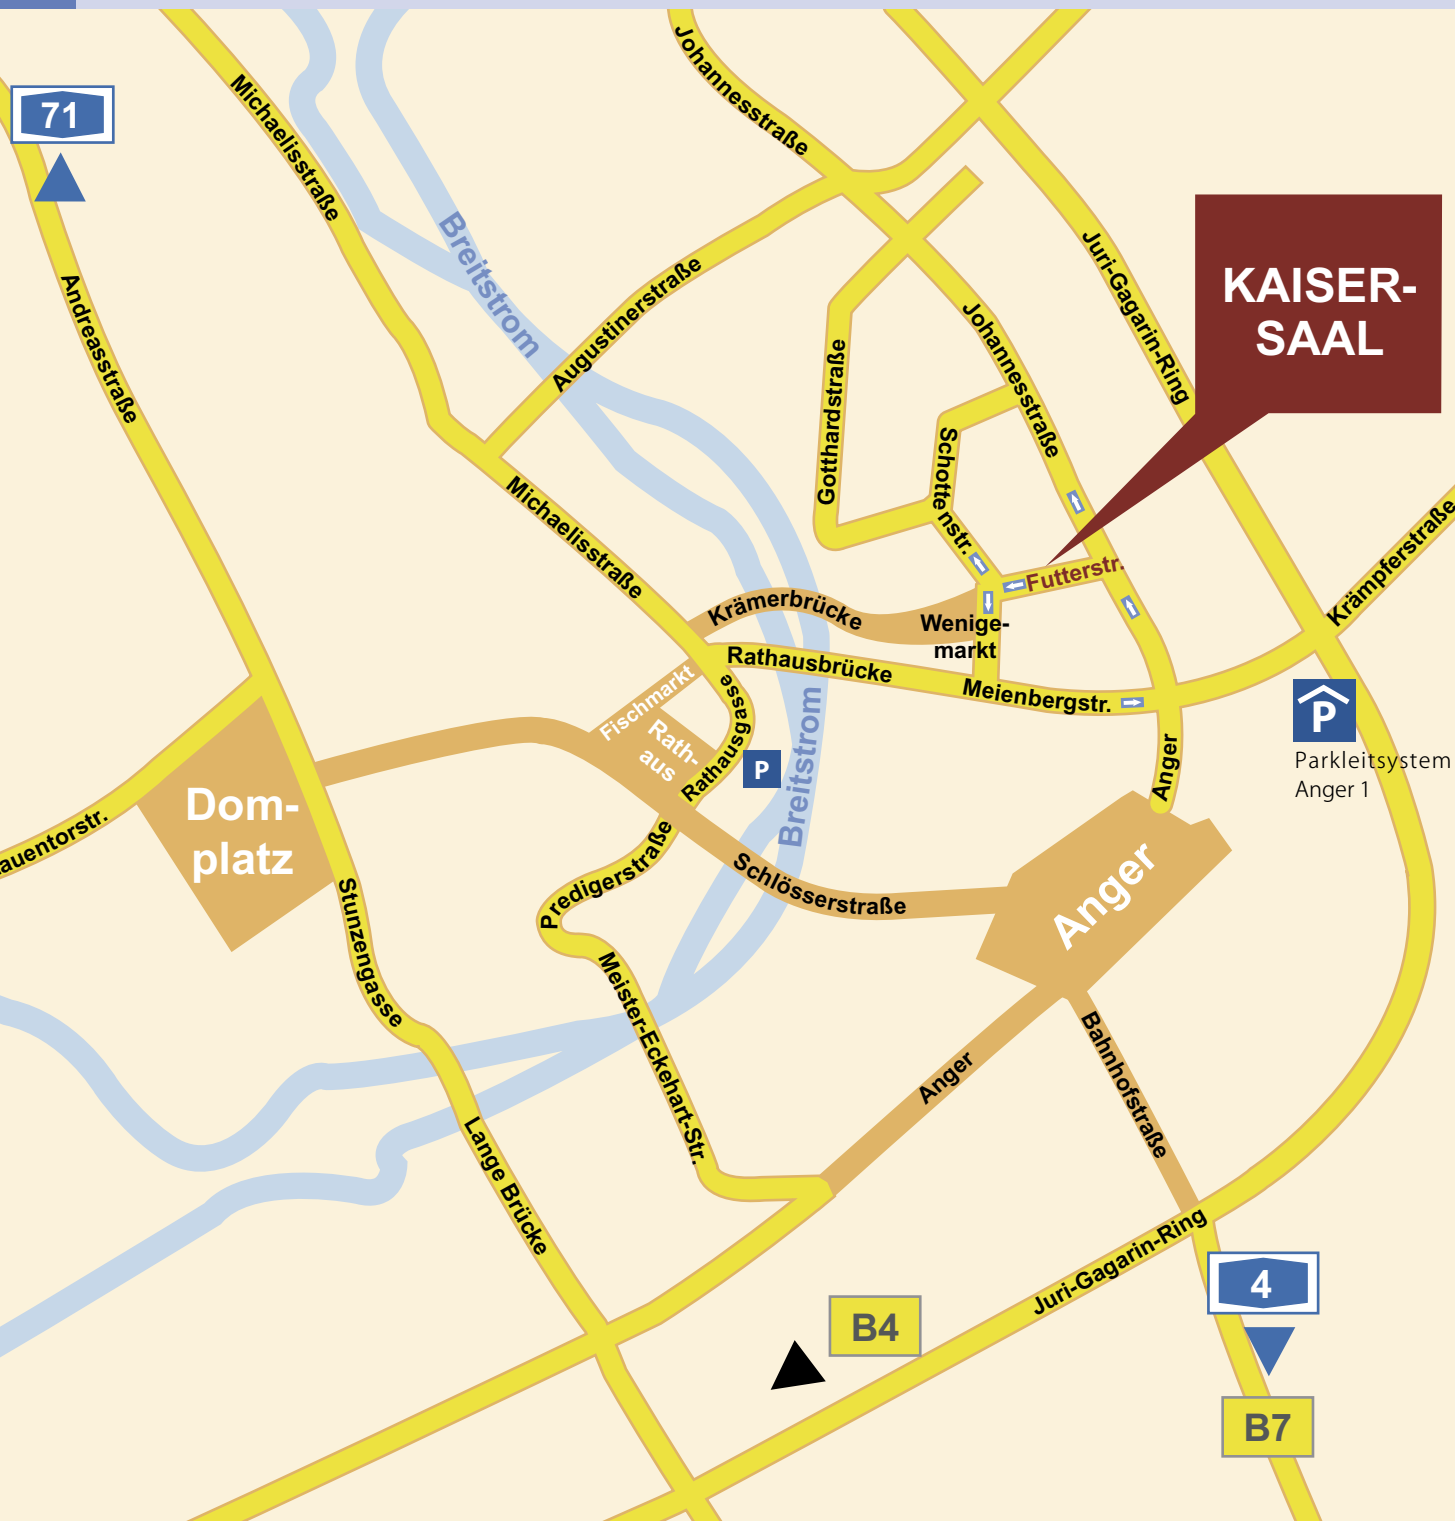 71
Michaelisstraße
Johannesstraße
Breitstrom
Andreasstraße
Augustinerstraße
Juri-Gagarin-Ring
KAISER-
SAAL
Johannesstraße
Gotthardstraße
Schottenstr.
Michaelisstraße
Krämpferstraße
Futterstr.
Krämerbrücke
Wenige-
markt
Rathausbrücke
Meienbergstr.
Fischmarkt
Rath-
aus
Rathausgasse
P
Breitstrom
Anger
P
Parkleitsystem
Anger 1
Dom-
platz
auentorstr.
Predigerstraße
Schlösserstraße
Anger
Stunzengasse
Meister-Eckehart-Str.
Anger
Bahnhofstraße
Lange Brücke
Juri-Gagarin-Ring
4
B4
B7